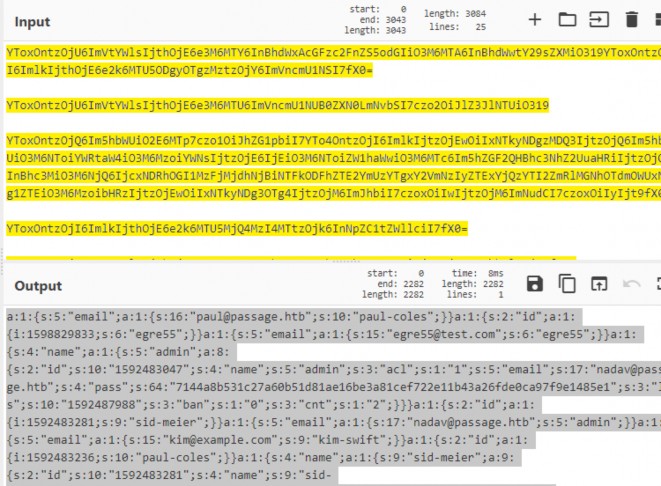 Input
start: 0
end: 3043
length: 3043
length: 3084
lines: 25
YToxOntzOjU6ImVtYWlsIjthOjE6e3M6MTY6InBhdWxAcGFzc2FnZS5odGIiO3M6MTA6InBhdWwtY29sZXMiO319YToxOntzO
I6ImlkIjthOjE6e2k6MTU5ODgyOTgzMztzOjY6ImVncmU1NSI7fX0=
YToxOntzOjU6ImVtYWlsIjthOjE6e3M6MTU6ImVncmU1NUB0ZXN0LmNvbSI7czo2OiJlZ3JlNTUiO319
YToxOntzOjQ6Im5hbWUiO2E6MTp7czo1OiJhZG1pbiI7YTo4OntzOjI6ImlkIjtzOjEwOiIxNTkyNDgzMDQ3IjtzOjQ6Im5h
UiO3M6NToiYWRtaW4iO3M6MzoiYWNsIjtzOjE6IjEiO3M6NToiZW1haWwiO3M6MTc6Im5hZGF2QHBhc3NhZ2UuaHRiIjtzOjQ
InBhc3MiO3M6NjQ6IjcxNDRhOGI1MzFjMjdhNjBiNTFkODFhZTE2YmUzYTgxY2VmNzIyZTExYjQzYTI2ZmRlMGNhOTdmOWUx
g1ZTEiO3M6MzoibHRzIjtzOjEwOiIxNTkyNDg3OTg4IjtzOjM6ImJhbiI7czoxOiIwIjtzOjM6ImNudCI7czoxOiIyIjt9fX0
YToxOntzOjI6ImlkIjthOjE6e2k6MTU5MjQ4MzI4MTtzOjk6InNpZC1tZWllciI7fX0=
Output
start: 0
end: 2282
length: 2282
time: 8ms
length: 2282
lines: 1
a:1:{s:5:"email";a:1:{s:16:"paul@passage.htb";s:10:"paul-coles";}}a:1:{s:2:"id";a:1:
{i:1598829833;s:6:"egre55";}}a:1:{s:5:"email";a:1:{s:15:"egre55@test.com";s:6:"egre55";}}a:1:
{s:4:"name";a:1:{s:5:"admin";a:8:
{s:2:"id";s:10:"1592483047";s:4:"name";s:5:"admin";s:3:"acl";s:1:"1";s:5:"email";s:17:"nadav@pass
ge.htb";s:4:"pass";s:64:"7144a8b531c27a60b51d81ae16be3a81cef722e11b43a26fde0ca97f9e1485e1";s:3:"l
s";s:10:"1592487988";s:3:"ban";s:1:"0";s:3:"cnt";s:1:"2";}}}a:1:{s:2:"id";a:1:
{i:1592483281;s:9:"sid-meier";}}a:1:{s:5:"email";a:1:{s:17:"nadav@passage.htb";s:5:"admin";}}a:1:
{s:5:"email";a:1:{s:15:"kim@example.com";s:9:"kim-swift";}}a:1:{s:2:"id";a:1:
{i:1592483236;s:10:"paul-coles";}}a:1:{s:4:"name";a:1:{s:9:"sid-meier";a:9:
{s:2:"id";s:10:"1592483281";s:4:"name";s:9:"sid-